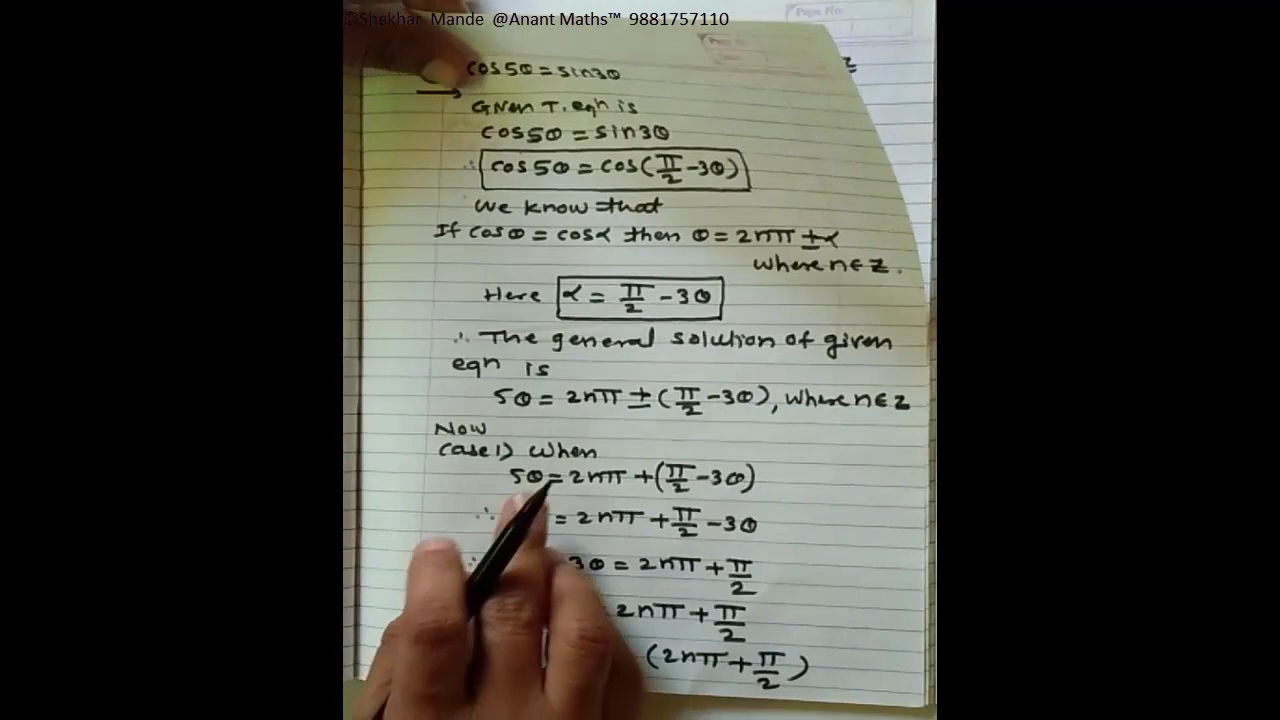 ©Shekhar Mande @Anant Maths™ 9881757110
Page No.
cos5θ = sin3θ
→ Given T. eqn is
cos5θ = sin3θ
∴ cos5θ = cos(π/2 - 3θ)
We know that
If cosθ = cosα then θ = 2nπ ± α
where n ∈ Z.
Here α = π/2 - 3θ
∴ The general solution of given
eqn is
5θ = 2nπ ± (π/2 - 3θ), where n ∈ Z
Now
Case 1) When
5θ = 2nπ + (π/2 - 3θ)
∴ = 2nπ + π/2 - 3θ
∴ 3θ = 2nπ + π/2
2nπ + π/2
(2nπ + π/2)